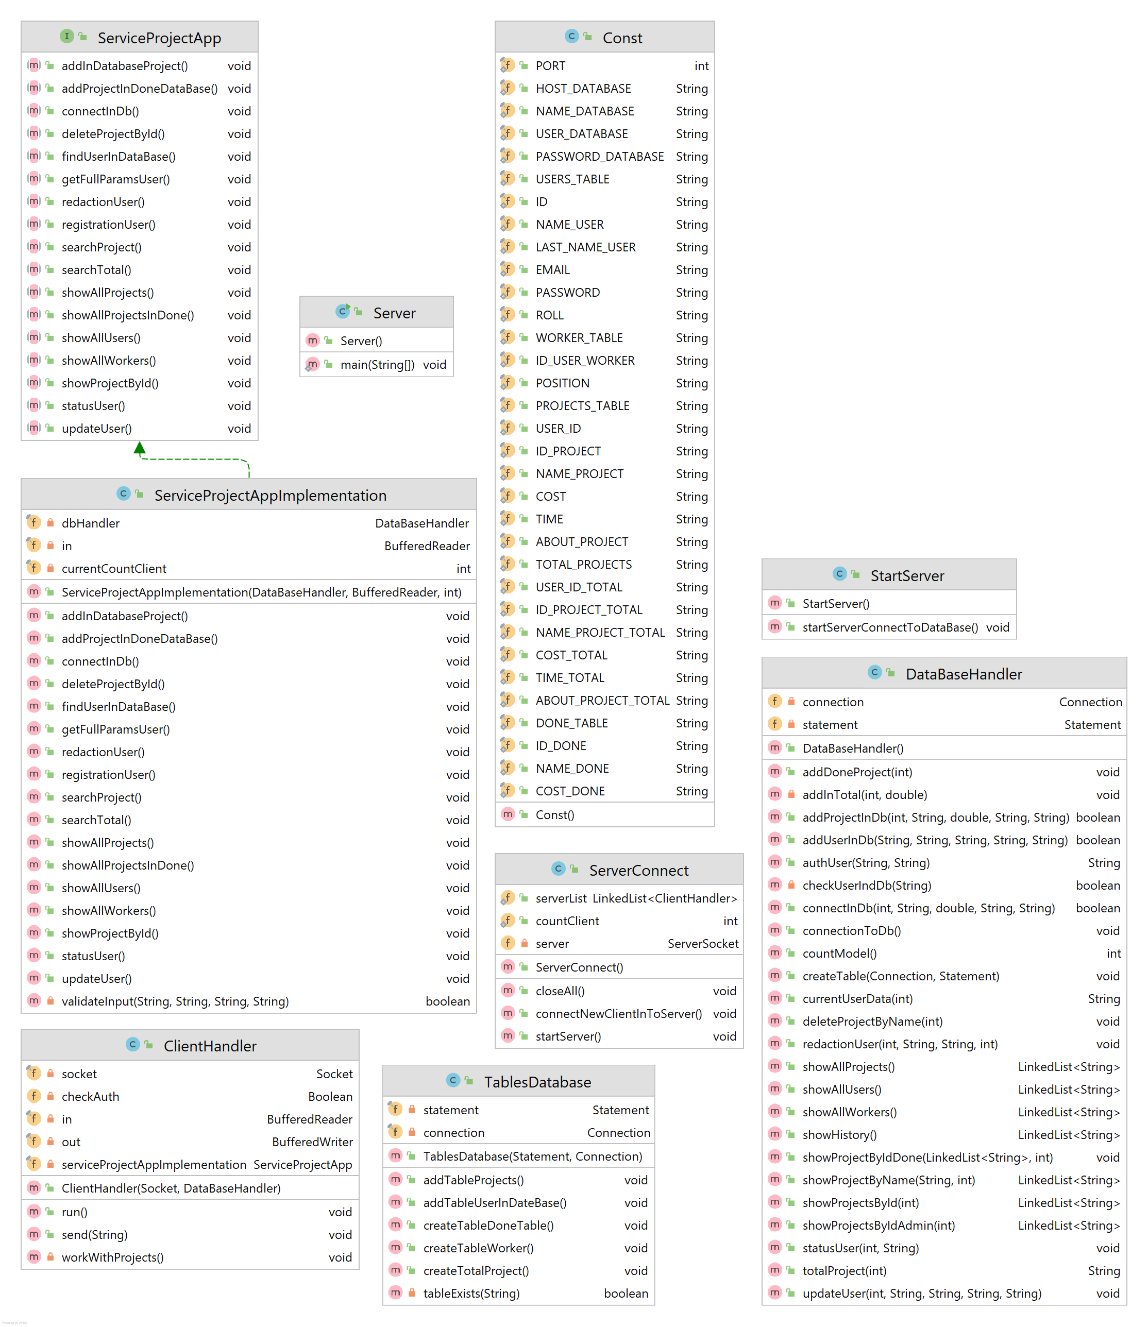 ServiceProjectApp
addInDatabaseProject() void
addProjectInDoneDataBase() void
connectInDb() void
deleteProjectById() void
findUserInDataBase() void
getFullParamsUser() void
redactionUser() void
registrationUser() void
searchProject() void
searchTotal() void
showAllProjects() void
showAllProjectsInDone() void
showAllUsers() void
showAllWorkers() void
showProjectById() void
statusUser() void
updateUser() void
Server
Server()
main(String[]) void
Const
PORT int
HOST_DATABASE String
NAME_DATABASE String
USER_DATABASE String
PASSWORD_DATABASE String
USERS_TABLE String
ID String
NAME_USER String
LAST_NAME_USER String
EMAIL String
PASSWORD String
ROLL String
WORKER_TABLE String
ID_USER_WORKER String
POSITION String
PROJECTS_TABLE String
USER_ID String
ID_PROJECT String
NAME_PROJECT String
COST String
TIME String
ABOUT_PROJECT String
TOTAL_PROJECTS String
USER_ID_TOTAL String
ID_PROJECT_TOTAL String
NAME_PROJECT_TOTAL String
COST_TOTAL String
TIME_TOTAL String
ABOUT_PROJECT_TOTAL String
DONE_TABLE String
ID_DONE String
NAME_DONE String
COST_DONE String
Const()
ServiceProjectAppImplementation
dbHandler DataBaseHandler
in BufferedReader
currentCountClient int
ServiceProjectAppImplementation(DataBaseHandler, BufferedReader, int)
addInDatabaseProject() void
addProjectInDoneDataBase() void
connectInDb() void
deleteProjectById() void
findUserInDataBase() void
getFullParamsUser() void
redactionUser() void
registrationUser() void
searchProject() void
searchTotal() void
showAllProjects() void
showAllProjectsInDone() void
showAllUsers() void
showAllWorkers() void
showProjectById() void
statusUser() void
updateUser() void
validateInput(String, String, String, String) boolean
StartServer
StartServer()
startServerConnectToDataBase() void
DataBaseHandler
connection Connection
statement Statement
DataBaseHandler()
addDoneProject(int) void
addInTotal(int, double) void
addProjectInDb(int, String, double, String, String) boolean
addUserInDb(String, String, String, String, String) boolean
authUser(String, String) String
checkUserIndDb(String) boolean
connectInDb(int, String, double, String, String) boolean
connectionToDb() void
countModel() int
createTable(Connection, Statement) void
currentUserData(int) String
deleteProjectByName(int) void
redactionUser(int, String, String, int) void
showAllProjects() LinkedList<String>
showAllUsers() LinkedList<String>
showAllWorkers() LinkedList<String>
showHistory() LinkedList<String>
showProjectByIdDone(LinkedList<String>, int) void
showProjectByName(String, int) LinkedList<String>
showProjectsById(int) LinkedList<String>
showProjectsByIdAdmin(int) LinkedList<String>
statusUser(int, String) void
totalProject(int) String
updateUser(int, String, String, String, String) void
ServerConnect
serverList LinkedList<ClientHandler>
countClient int
server ServerSocket
ServerConnect()
closeAll() void
connectNewClientInToServer() void
startServer() void
ClientHandler
socket Socket
checkAuth Boolean
in BufferedReader
out BufferedWriter
serviceProjectAppImplementation ServiceProjectApp
ClientHandler(Socket, DataBaseHandler)
run() void
send(String) void
workWithProjects() void
TablesDatabase
statement Statement
connection Connection
TablesDatabase(Statement, Connection)
addTableProjects() void
addTableUserInDateBase() void
createTableDoneTable() void
createTableWorker() void
createTotalProject() void
tableExists(String) boolean